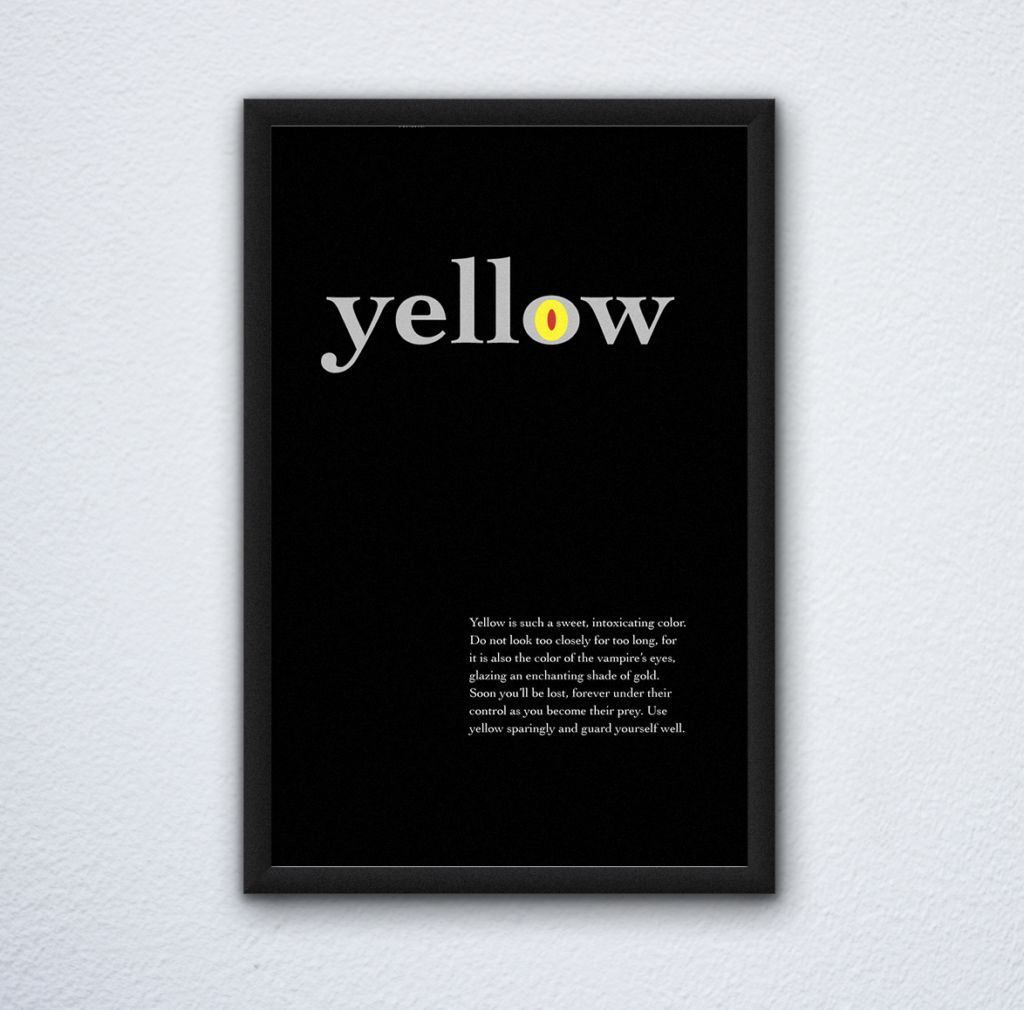 yellow
Yellow is such a sweet, intoxicating color.
Do not look too closely for too long, for
it is also the color of the vampire's eyes,
glazing an enchanting shade of gold.
Soon you'll be lost, forever under their
control as you become their prey. Use
yellow sparingly and guard yourself well.